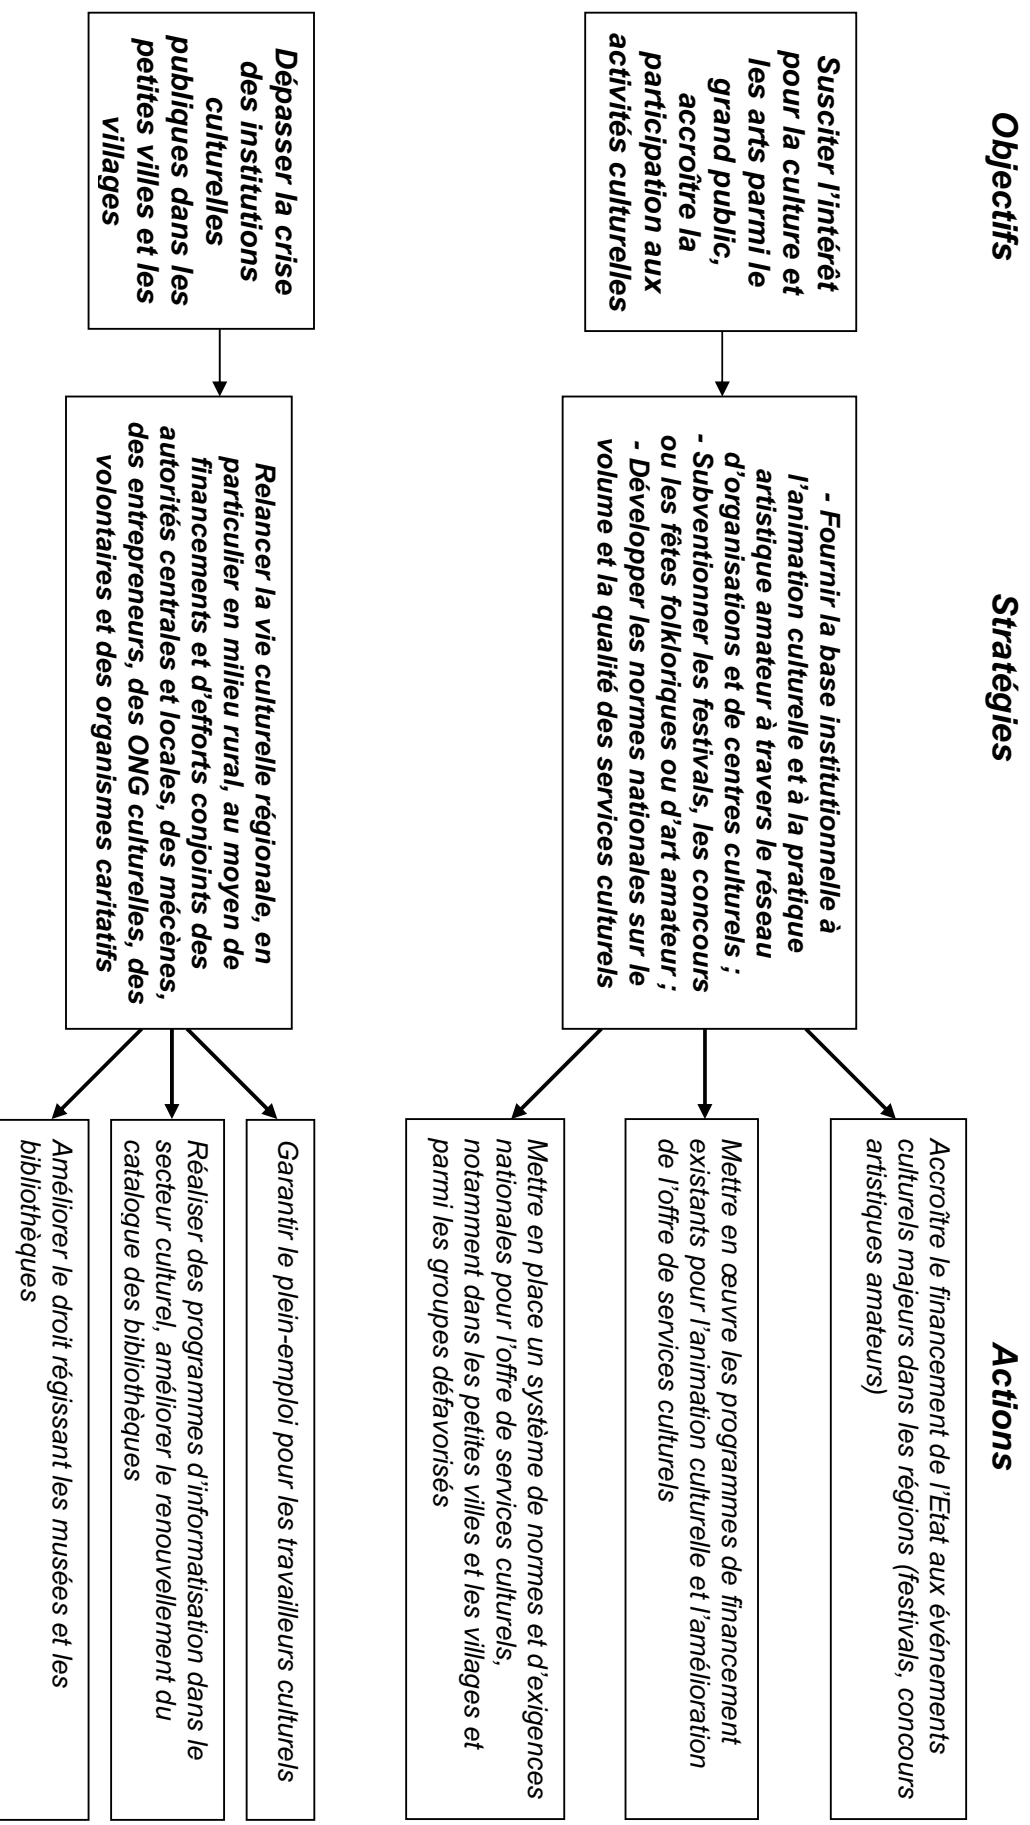 Objectifs
Stratégies
Actions
Susciter l'intérêt
pour la culture et
les arts parmi le
grand public,
accroître la
participation aux
activités culturelles
- Fournir la base institutionnelle à
l'animation culturelle et à la pratique
artistique amateur à travers le réseau
d'organisations et de centres culturels ;
- Subventionner les festivals, les concours
ou les fêtes folkloriques ou d'art amateur ;
- Développer les normes nationales sur le
volume et la qualité des services culturels
Accroître le financement de l'Etat aux événements
culturels majeurs dans les régions (festivals, concours
artistiques amateurs)
Mettre en œuvre les programmes de financement
existants pour l'animation culturelle et l'amélioration
de l'offre de services culturels
Mettre en place un système de normes et d'exigences
nationales pour l'offre de services culturels,
notamment dans les petites villes et les villages et
parmi les groupes défavorisés
Dépasser la crise
des institutions
culturelles
publiques dans les
petites villes et les
villages
Relancer la vie culturelle régionale, en
particulier en milieu rural, au moyen de
financements et d'efforts conjoints des
autorités centrales et locales, des mécènes,
des entrepreneurs, des ONG culturelles, des
volontaires et des organismes caritatifs
Garantir le plein-emploi pour les travailleurs culturels
Réaliser des programmes d'informatisation dans le
secteur culturel, améliorer le renouvellement du
catalogue des bibliothèques
Améliorer le droit régissant les musées et les
bibliothèques